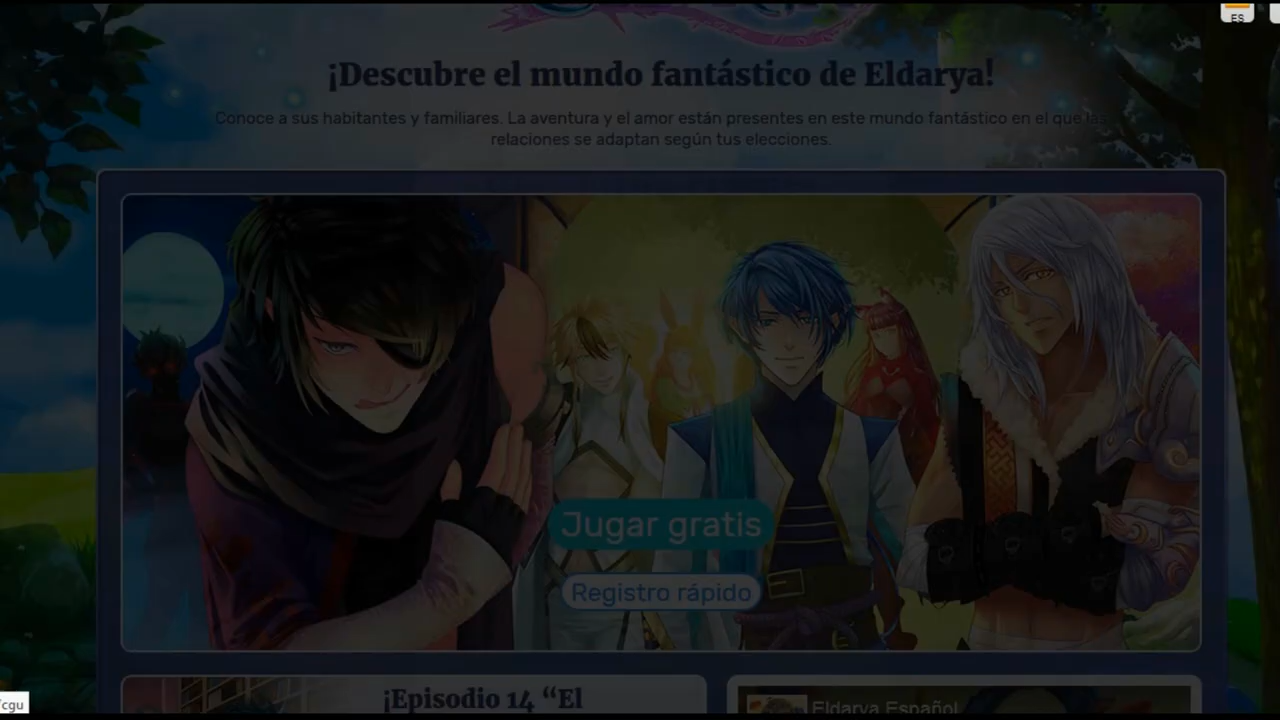 ES
¡Descubre el mundo fantástico de Eldarya!
Conoce a sus habitantes y familiares. La aventura y el amor están presentes en este mundo fantástico en el que las
relaciones se adaptan según tus elecciones.
Jugar gratis
Registro rápido
¡Episodio 14 “El
Eldarya Español
/cgu